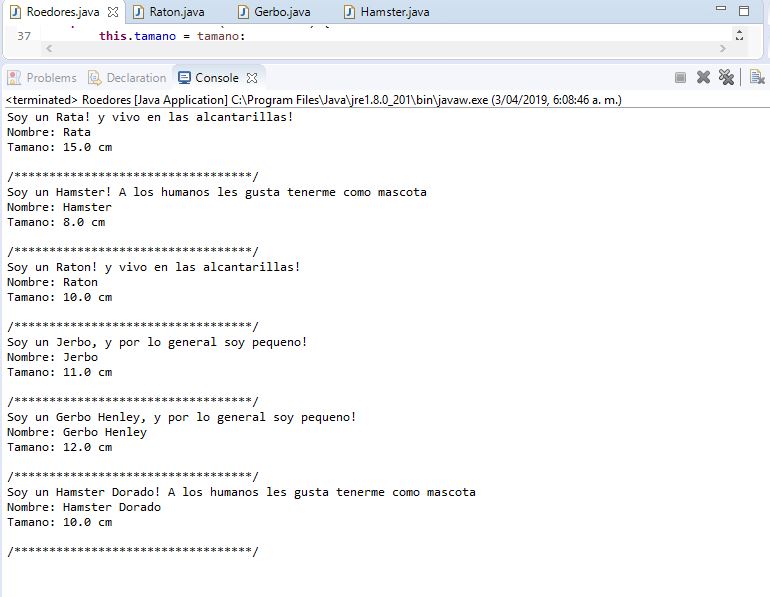 Roedores.java Raton.java Gerbo.java Hamster.java
37 this.tamano = tamano:
Problems Declaration Console
<terminated> Roedores [Java Application] C:\Program Files\Java\jre1.8.0_201\bin\javaw.exe (3/04/2019, 6:08:46 a. m.)
Soy un Rata! y vivo en las alcantarillas!
Nombre: Rata
Tamano: 15.0 cm
/**********************************/
Soy un Hamster! A los humanos les gusta tenerme como mascota
Nombre: Hamster
Tamano: 8.0 cm
/**********************************/
Soy un Raton! y vivo en las alcantarillas!
Nombre: Raton
Tamano: 10.0 cm
/**********************************/
Soy un Jerbo, y por lo general soy pequeno!
Nombre: Jerbo
Tamano: 11.0 cm
/**********************************/
Soy un Gerbo Henley, y por lo general soy pequeno!
Nombre: Gerbo Henley
Tamano: 12.0 cm
/**********************************/
Soy un Hamster Dorado! A los humanos les gusta tenerme como mascota
Nombre: Hamster Dorado
Tamano: 10.0 cm
/**********************************/